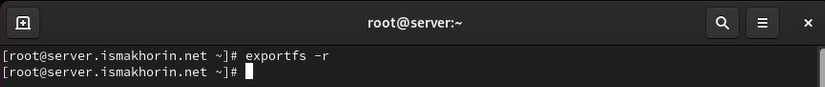 root@server:~
[root@server.ismakhorin.net ~]# exportfs -r
[root@server.ismakhorin.net ~]#